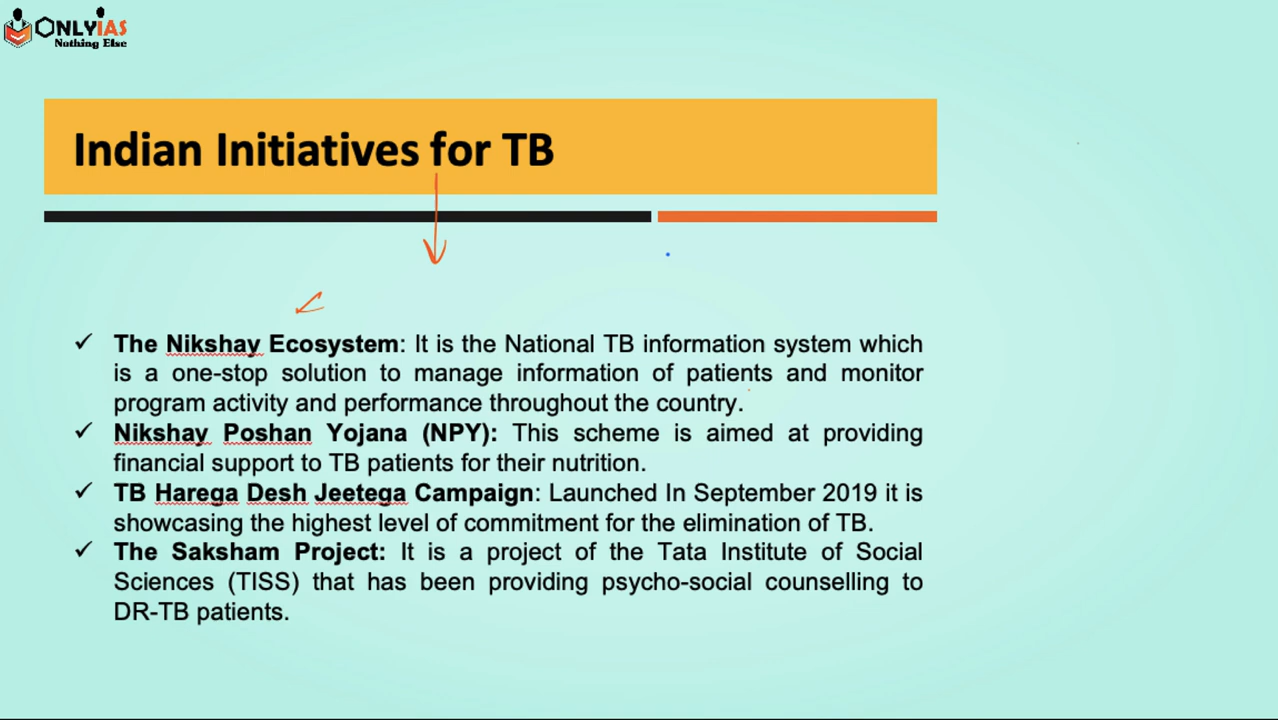 ONLYIAS
Nothing Else
Indian Initiatives for TB
✓ The Nikshay Ecosystem: It is the National TB information system which
is a one-stop solution to manage information of patients and monitor
program activity and performance throughout the country.
✓ Nikshay Poshan Yojana (NPY): This scheme is aimed at providing
financial support to TB patients for their nutrition.
✓ TB Harega Desh Jeetega Campaign: Launched In September 2019 it is
showcasing the highest level of commitment for the elimination of TB.
✓ The Saksham Project: It is a project of the Tata Institute of Social
Sciences (TISS) that has been providing psycho-social counselling to
DR-TB patients.